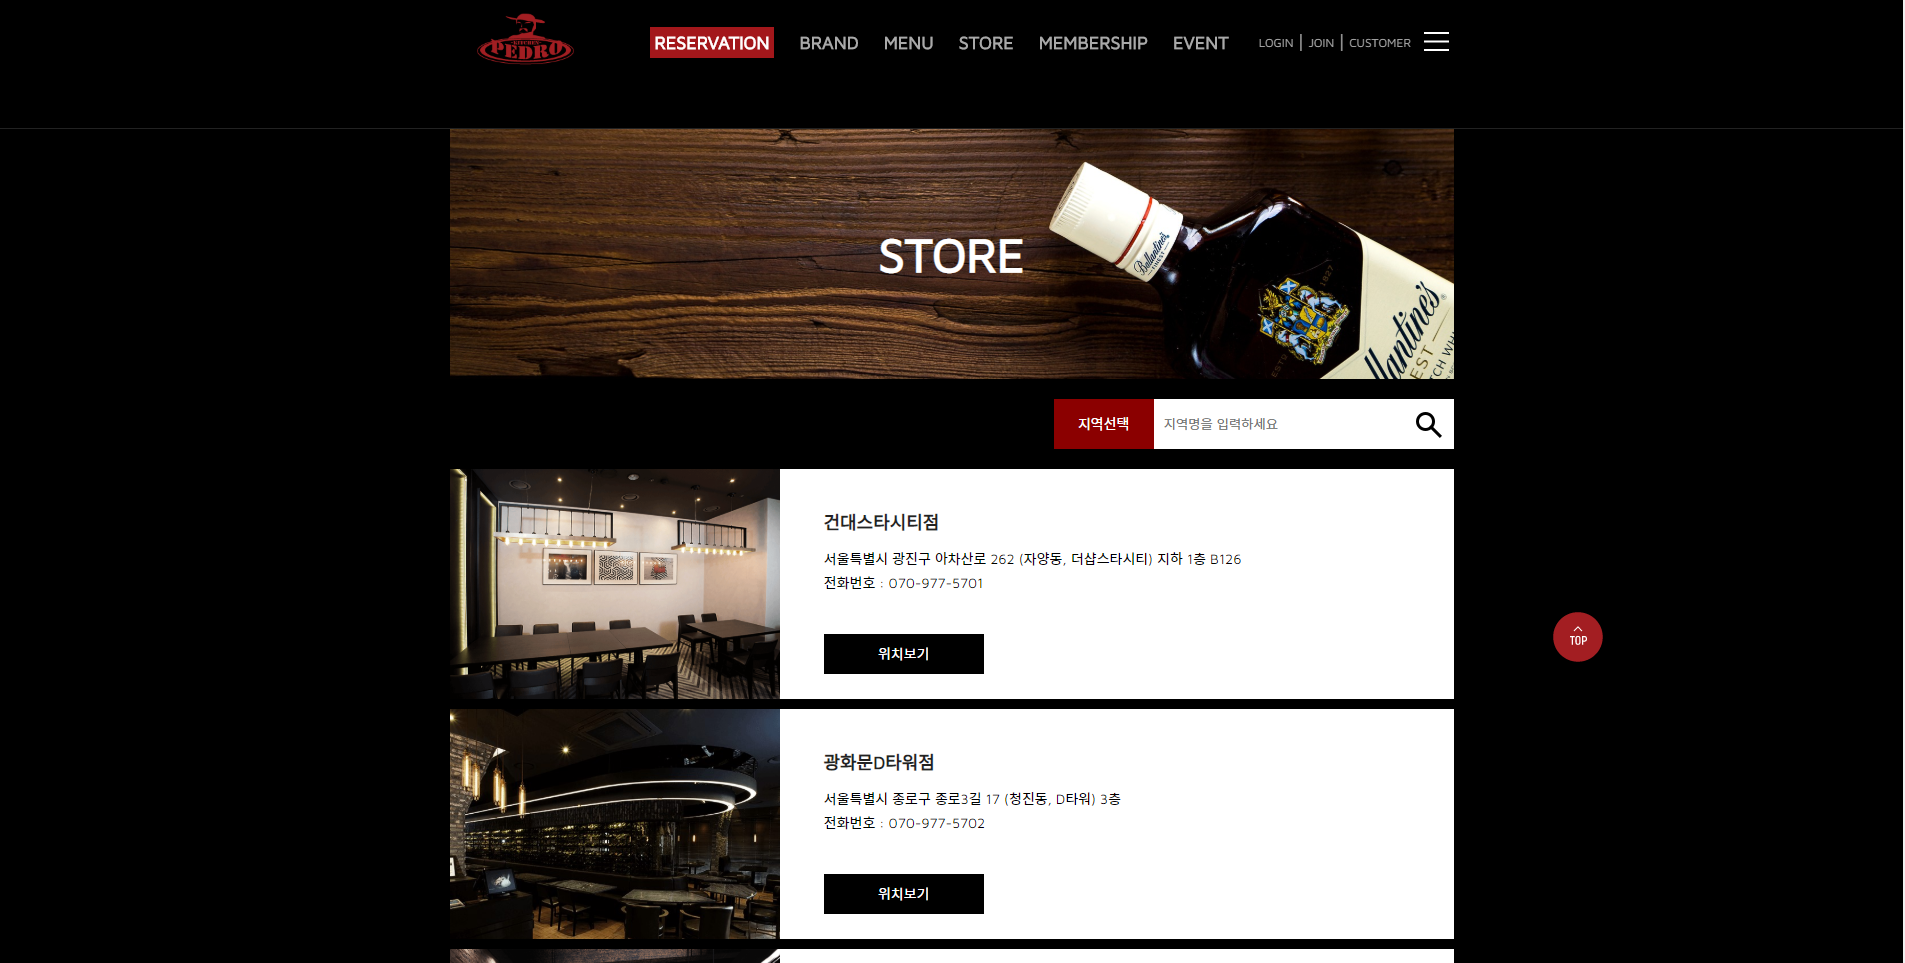 KITCHEN
PEDRO
RESERVATION BRAND MENU STORE MEMBERSHIP EVENT LOGIN | JOIN | CUSTOMER
STORE
Ballantine's
FINEST
1827
Ballantine's
지역선택 지역명을 입력하세요
건대스타시티점
서울특별시 광진구 아차산로 262 (자양동, 더샵스타시티) 지하 1층 B126
전화번호 : 070-977-5701
위치보기
TOP
광화문D타워점
서울특별시 종로구 종로3길 17 (청진동, D타워) 3층
전화번호 : 070-977-5702
위치보기